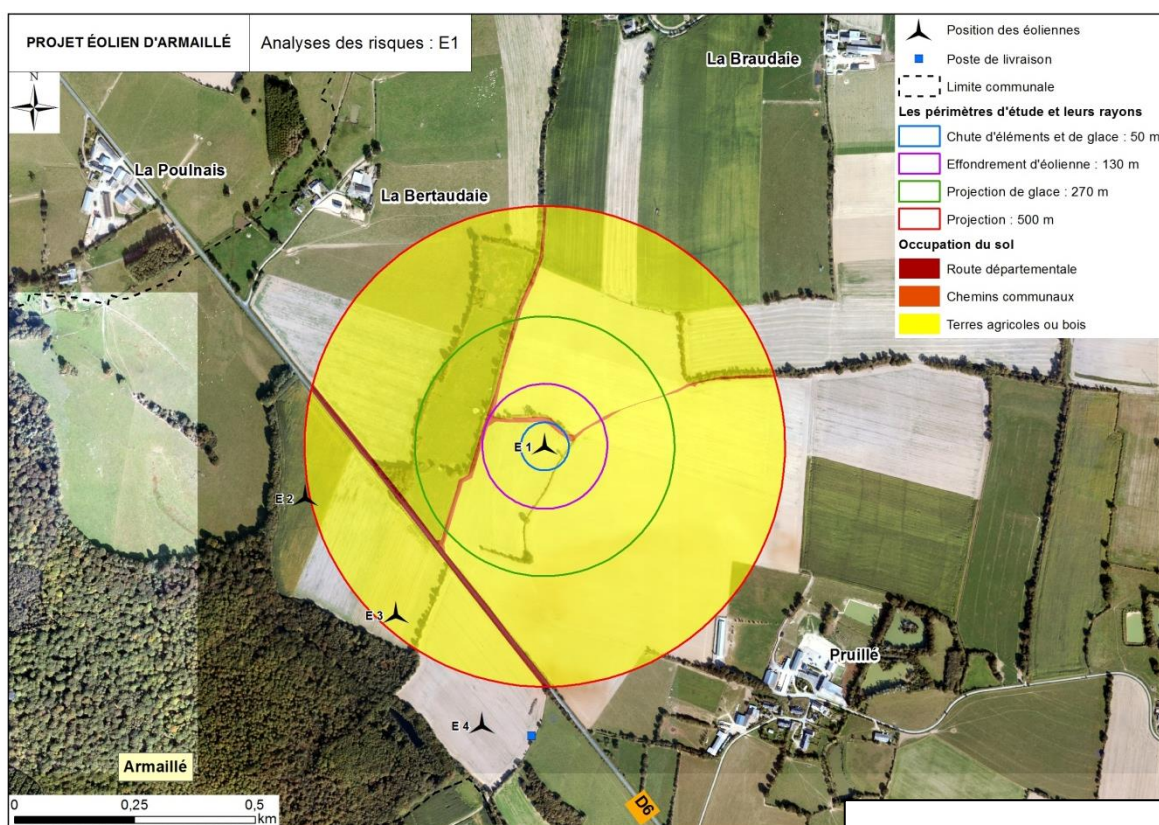 PROJET ÉOLIEN D'ARMAILLÉ
Analyses des risques : E1
N
La Braudaie
La Poulnais
La Bertaudaie
E 1
E 2
E 3
E 4
Pruillé
Armaillé
D6
0 0,25 0,5
km
Position des éoliennes
Poste de livraison
Limite communale
Les périmètres d'étude et leurs rayons
Chute d'éléments et de glace : 50 m
Effondrement d'éolienne : 130 m
Projection de glace : 270 m
Projection : 500 m
Occupation du sol
Route départementale
Chemins communaux
Terres agricoles ou bois